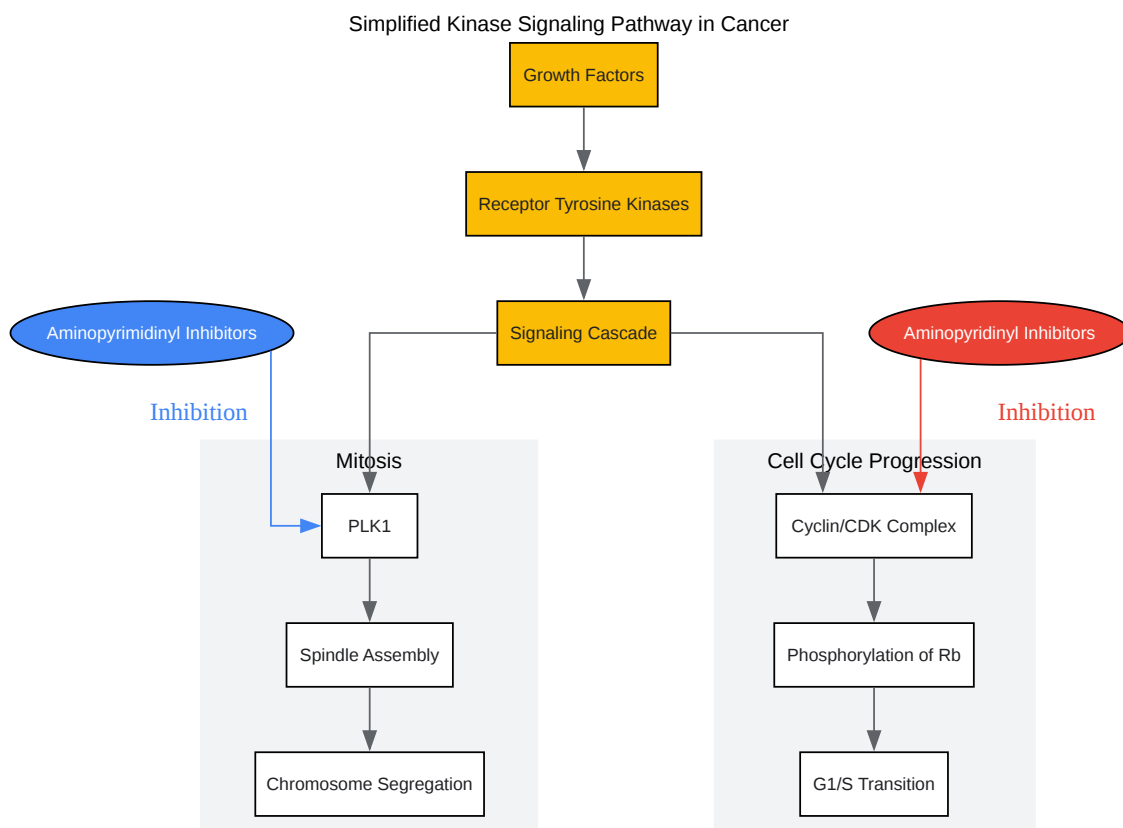 Simplified Kinase Signaling Pathway in Cancer
Growth Factors
Receptor Tyrosine Kinases
Aminopyrimidinyl Inhibitors
Signaling Cascade
Aminopyridinyl Inhibitors
Inhibition
Inhibition
Mitosis
Cell Cycle Progression
PLK1
Cyclin/CDK Complex
Spindle Assembly
Phosphorylation of Rb
Chromosome Segregation
G1/S Transition